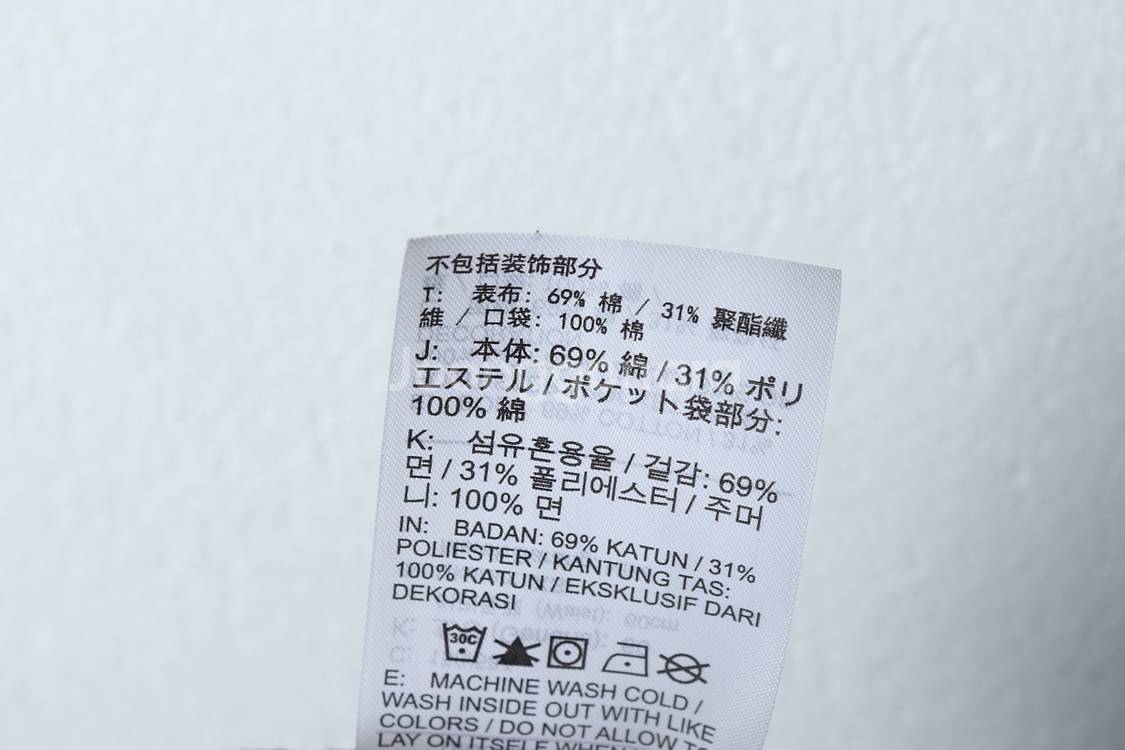 不包括装饰部分
T: 表布: 69% 棉 / 31% 聚酯纖
維 / 口袋: 100% 棉
J: 本体: 69% 綿 / 31% ポリ
エステル / ポケット袋部分:
100% 綿
K: 섬유혼용율 / 겉감: 69%
면 / 31% 폴리에스터 / 주머
니: 100% 면
IN: BADAN: 69% KATUN / 31%
POLIESTER / KANTUNG TAS:
100% KATUN / EKSKLUSIF DARI
DEKORASI
30C
E: MACHINE WASH COLD /
WASH INSIDE OUT WITH LIKE
COLORS / DO NOT ALLOW TO
LAY ON ITSELF WHEN